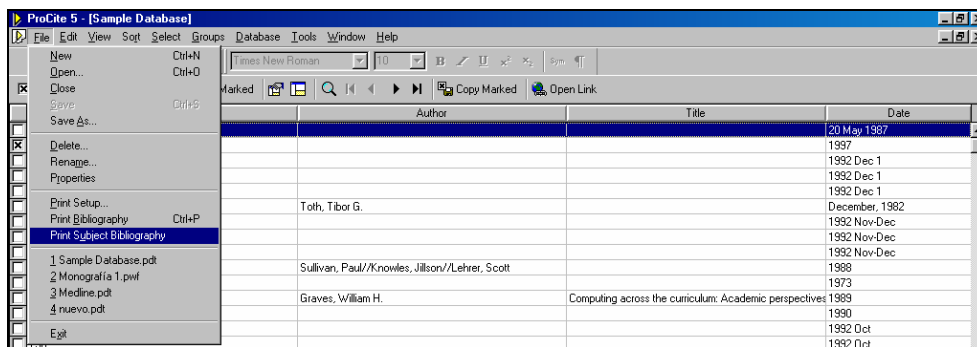 ProCite 5 - [Sample Database]
File Edit View Sort Select Groups Database Tools Window Help
New Ctrl+N
Times New Roman 10 B Z U x² x₂ Sym ¶
Open... Ctrl+O
Close
Marked Copy Marked Open Link
Save Ctrl+S
Save As...
Author Title Date
20 May 1987
Delete... 1997
Rename... 1992 Dec 1
Properties 1992 Dec 1
1992 Dec 1
Print Setup... Toth, Tibor G. December, 1982
Print Bibliography Ctrl+P 1992 Nov-Dec
Print Subject Bibliography 1992 Nov-Dec
1992 Nov-Dec
1 Sample Database.pdt Sullivan, Paul//Knowles, Jillson//Lehrer, Scott 1988
2 Monografía 1.pwf 1973
3 Medline.pdt Graves, William H. Computing across the curriculum: Academic perspectives 1989
4 nuevo.pdt 1990
Exit 1992 Oct
1992 Oct